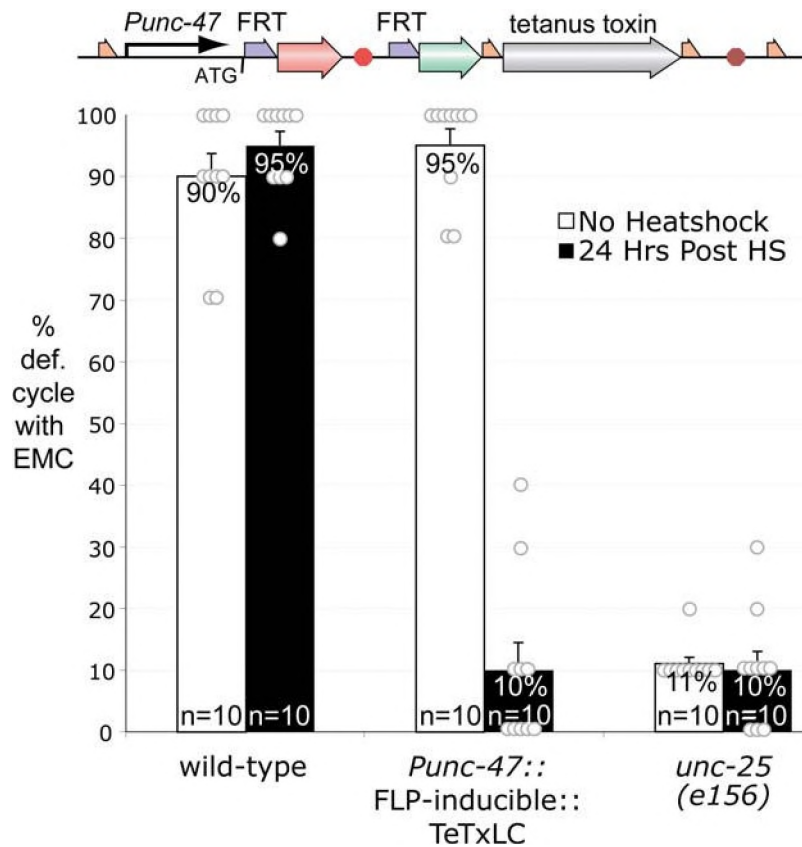 Punc-47 FRT FRT tetanus toxin
ATG
100
90
80
70
60
50
40
30
20
10
0
%
def.
cycle
with
EMC
90%
95%
95%
10%
11%
10%
No Heatshock
24 Hrs Post HS
n=10 n=10 n=10 n=10 n=10 n=10
wild-type
Punc-47::
FLP-inducible::
TeTxLC
unc-25
(e156)